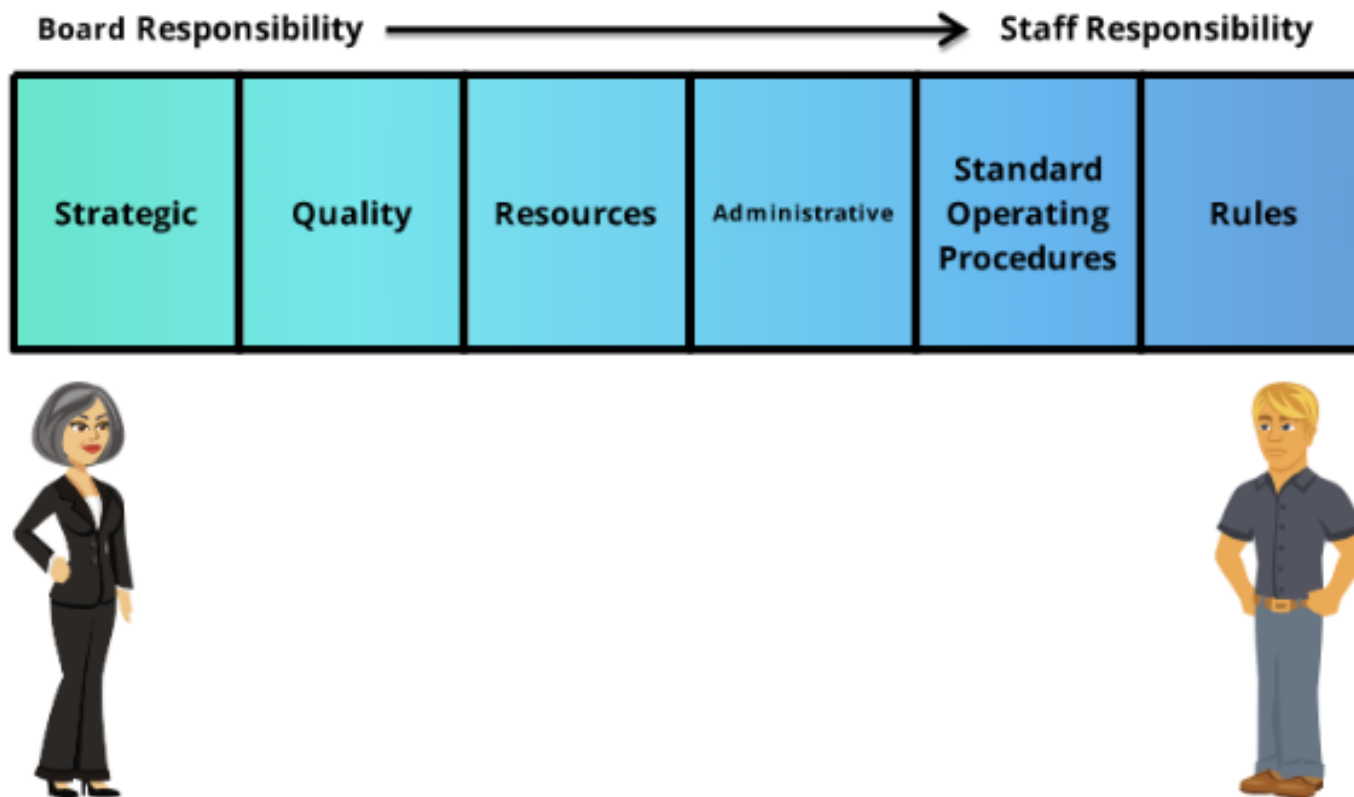 Board Responsibility
Staff Responsibility
Strategic
Quality
Resources
Administrative
Standard
Operating
Procedures
Rules